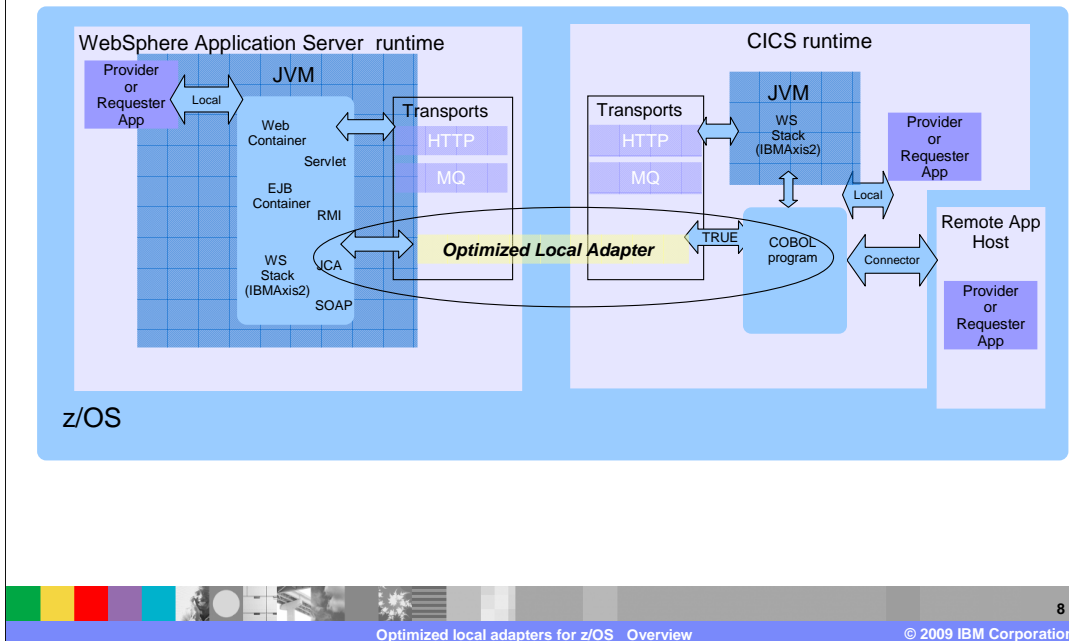 WebSphere Application Server runtime
Provider
or
Requester
App
Local
JVM
Web
Container
Servlet
EJB
Container
RMI
WS
Stack
(IBMAxis2)
JCA
SOAP
Transports
HTTP
MQ
Optimized Local Adapter
CICS runtime
Transports
HTTP
MQ
TRUE
JVM
WS
Stack
(IBMAxis2)
COBOL
program
Provider
or
Requester
App
Local
Connector
Remote App
Host
Provider
or
Requester
App
z/OS
8
Optimized local adapters for z/OS Overview
© 2009 IBM Corporation